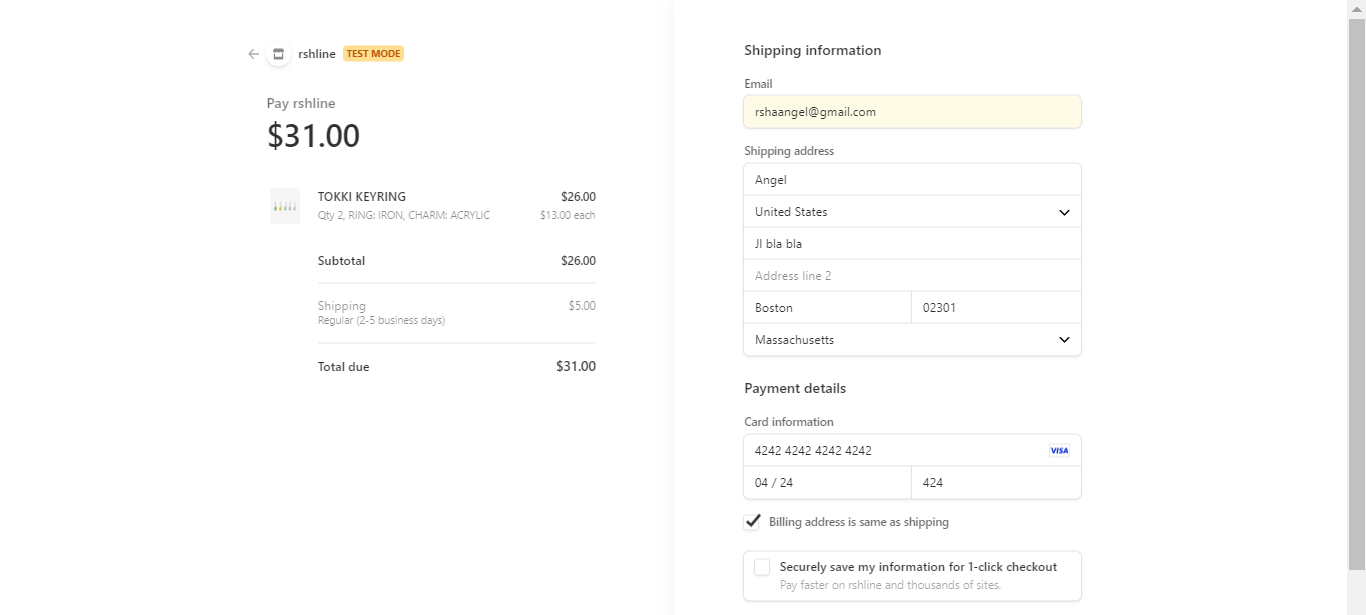 rshline TEST MODE
Pay rshline
$31.00
TOKKI KEYRING $26.00
Qty 2, RING: IRON, CHARM: ACRYLIC $13.00 each
Subtotal $26.00
Shipping $5.00
Regular (2-5 business days)
Total due $31.00
Shipping information
Email
rshaangel@gmail.com
Shipping address
Angel
United States
Jl bla bla
Address line 2
Boston 02301
Massachusetts
Payment details
Card information
4242 4242 4242 4242 VISA
04 / 24 424
Billing address is same as shipping
Securely save my information for 1-click checkout
Pay faster on rshline and thousands of sites.